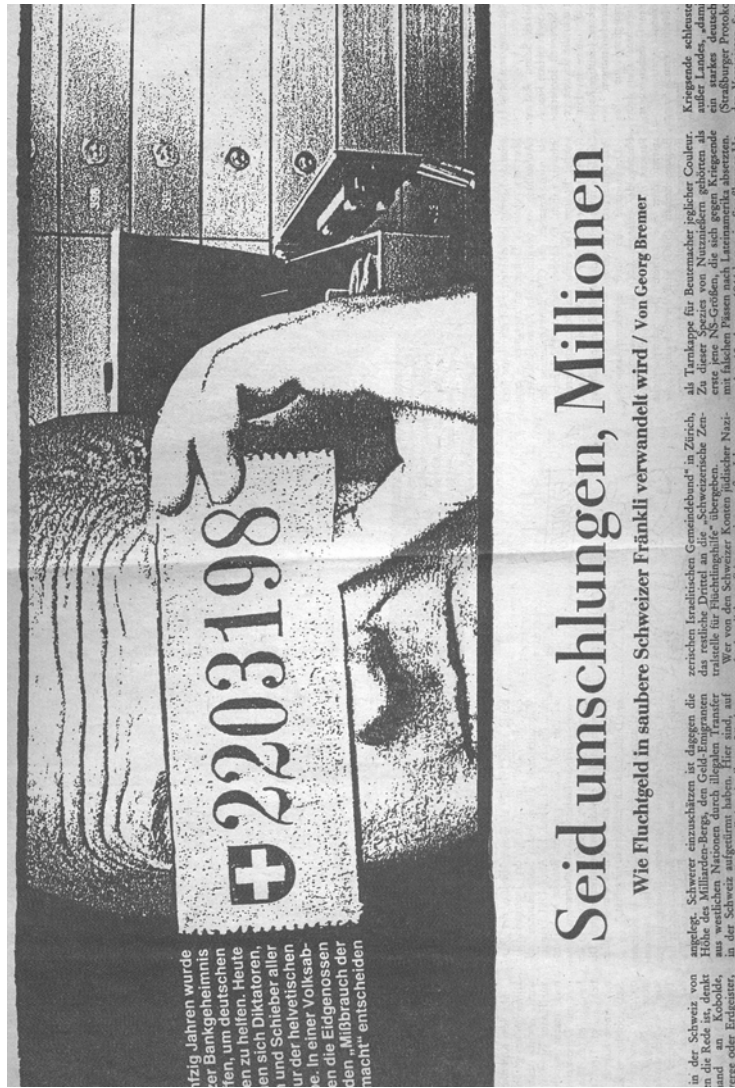 fzig Jahren wurde
er Bankgeheimnis
fen, um deutschen
en zu helfen. Heute
en sich Diktatoren,
n und Schieber aller
ur der helvetischen
e. In einer Volksab-
en die Eidgenossen
den „Mißbrauch der
macht“ entscheiden
2203198
Seid umschlungen, Millionen
Wie Fluchtgeld in saubere Schweizer Fränkli verwandelt wird / Von Georg Bremer
in der Schweiz von
en die Rede ist, denkt
and an Kobolde,
erge oder Erdgeister,
angelegt. Schwerer einzuschätzen ist dagegen die
Höhe des Milliarden-Bergs, den Geld-Emigranten
aus westlichen Nationen durch illegalen Transfer
in der Schweiz aufgetürmt haben. Hier sind, auf
zerischen Israelitischen Gemeindebund“ in Zürich,
das restliche Drittel an die „Schweizerische Zen-
tralstelle für Flüchtlingshilfe“ übergeben.
Wer von den Schweizer Konten jüdischer Nazi-
als Tarnkappe für Beutemacher jeglicher Couleur.
Zu dieser Spezies von Nutznießern gehörten als
erste jene NS-Größen, die sich gegen Kriegsende
mit falschen Pässen nach Lateinamerika absetzten.
Kriegsende schleuste
außer Landes, „dam
ein starkes deutsch
(Straßburger Protoko